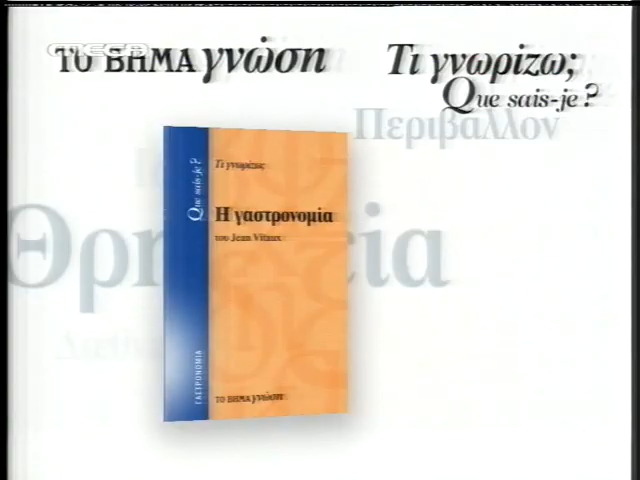 MEGA
ΤΟ ΒΗΜΑ γνώση
Τι γνωρίζω;
Que sais-je ?
Περιβάλλον
Que sais-je ?
Τι γνωρίζω;
Η γαστρονομία
του Jean Vitaux
ΓΑΣΤΡΟΝΟΜΙΑ
ΤΟ ΒΗΜΑ γνώση